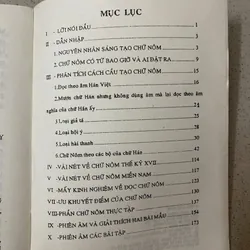 MỤC LỤC
I - LỜI NÓI ĐẦU 1
II - DẪN NHẬP 3
1. NGUYÊN NHÂN SÁNG TẠO CHỮ NÔM 3
2. CHỮ NÔM CÓ TỪ BAO GIỜ VÀ AI ĐẶT RA 5
III - PHÂN TÍCH CÁCH CẤU TẠO CHỮ NÔM
1.Đọc theo âm Hán Việt
2.Mượn chữ Hán nhưng không dùng âm mà lại đọc theo âm
nghĩa của chữ Hán ấy
3.Loại giả tá
4.Loại hội ý
5.Loại hài thanh
6.Chữ Nôm theo các bộ của chữ Hán
IV - VÀI NÉT VỀ CHỮ NÔM THẾ KỶ XVII
V - VÀI NÉT VỀ CHỮ NÔM MIỀN NAM
VI - MẤY KINH NGHIỆM VỀ ĐỌC CHỮ NÔM
VII - ƯU KHUYẾT ĐIỂM CỦA CHỮ NÔM
VIII-PHẦN CHỮ NÔM THỰC TẬP
IX - PHIÊN ÂM VÀ GIẢI THÍCH HAI BÀI MẪU
X - PHIÊN ÂM CÁC BÀI TẬP